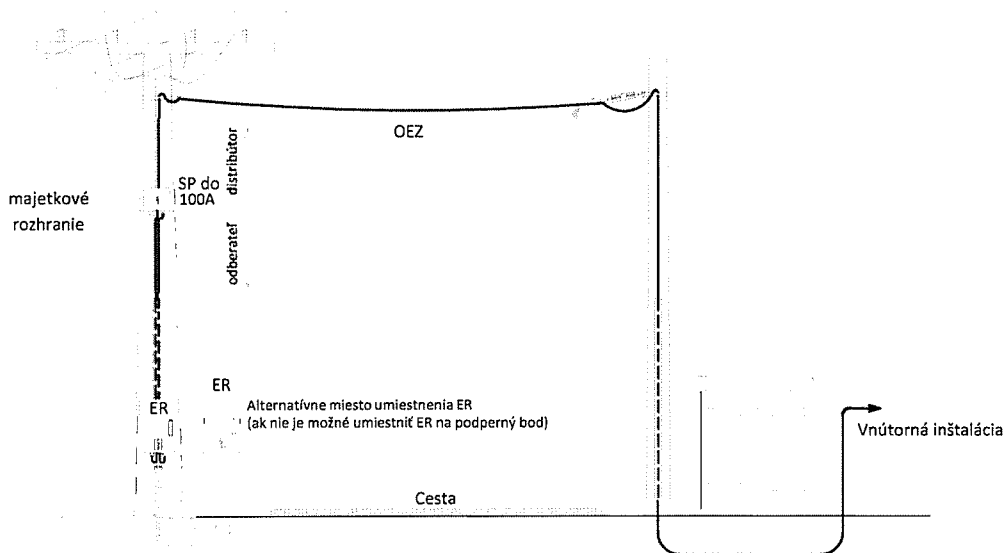 OEZ
distribútor
SP do
100A
majetkové
rozhranie
odberateľ
ER
ER
Alternatívne miesto umiestnenia ER
(ak nie je možné umiestniť ER na podperný bod)
Vnútorná inštalácia
Cesta